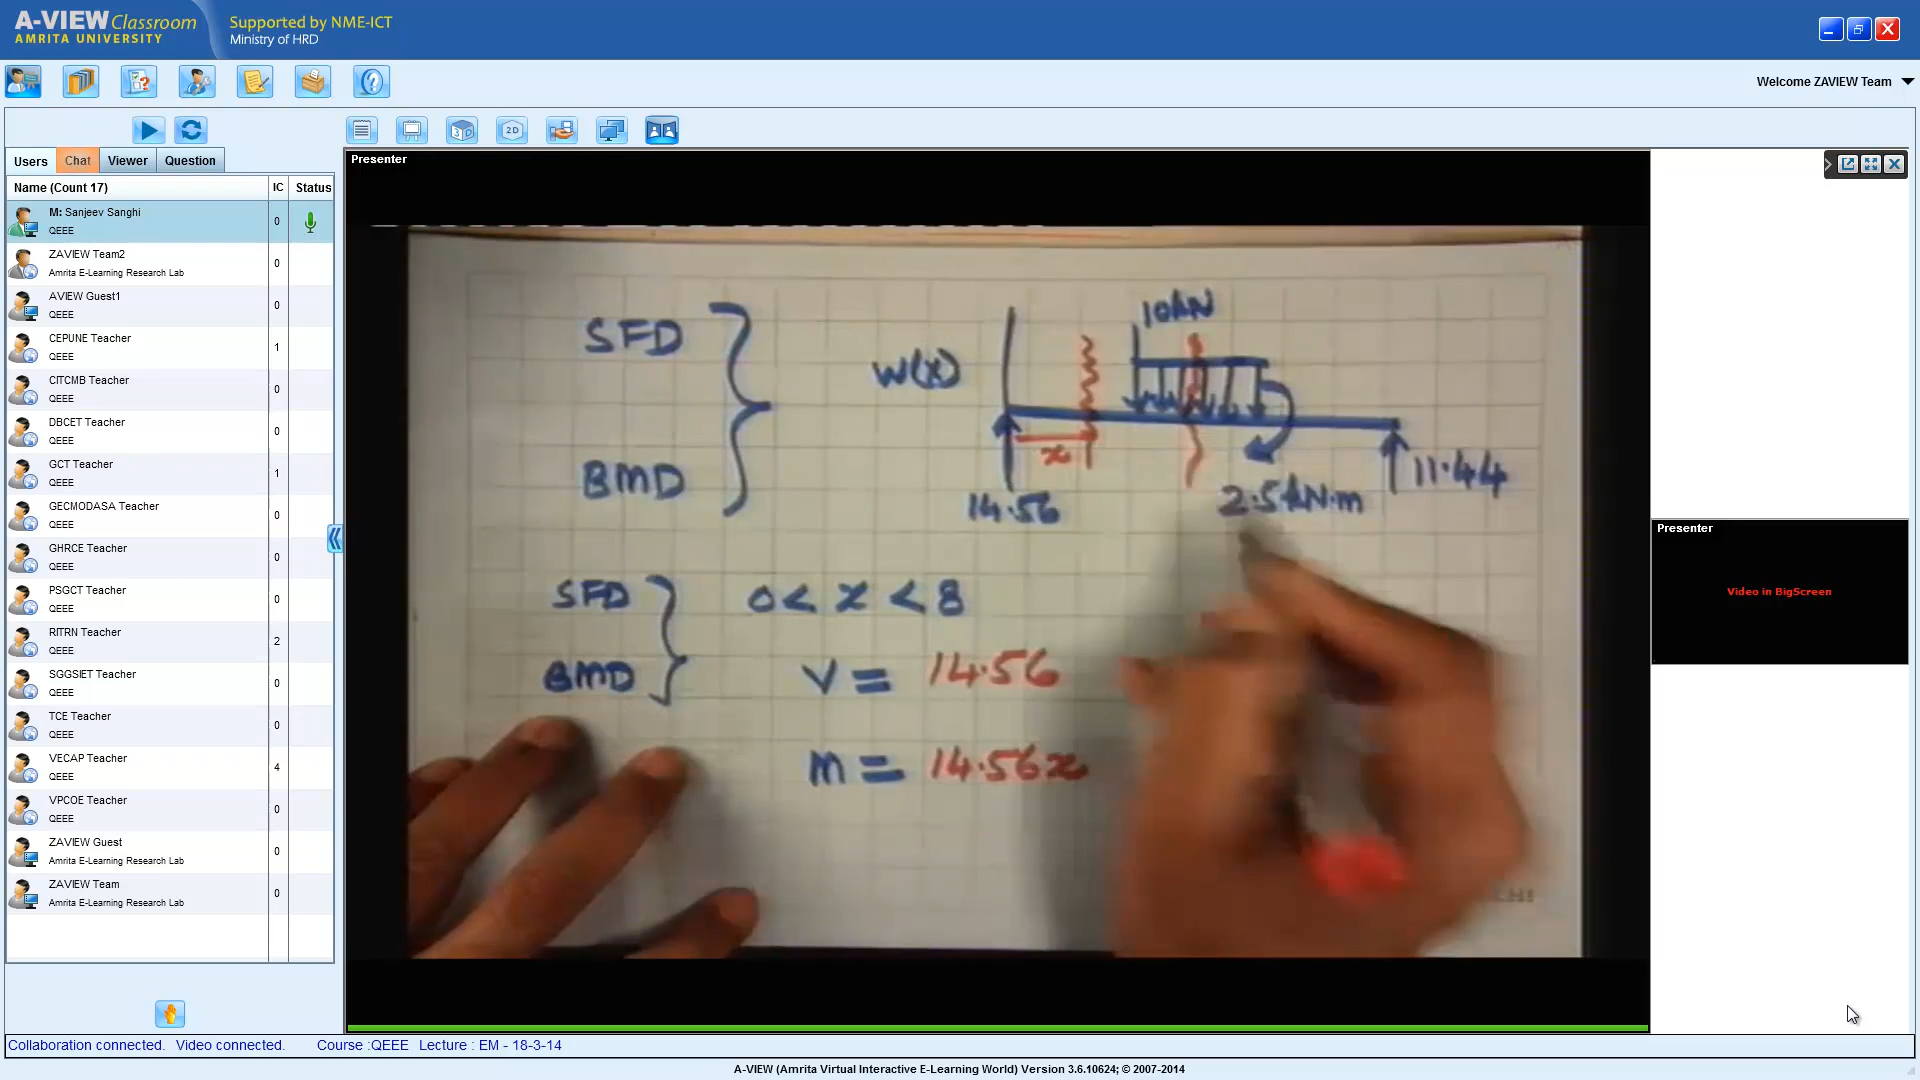 A-VIEW Classroom
AMRITA UNIVERSITY
Supported by NME-ICT
Ministry of HRD
Welcome ZAVIEW Team
3D
2D
Users
Chat
Viewer
Question
Name (Count 17)
IC
Status
M: Sanjeev Sanghi
QEEE
0
ZAVIEW Team2
Amrita E-Learning Research Lab
0
AVIEW Guest1
QEEE
0
CEPUNE Teacher
QEEE
1
CITCMB Teacher
QEEE
0
DBCET Teacher
QEEE
0
GCT Teacher
QEEE
1
GECMODASA Teacher
QEEE
0
GHRCE Teacher
QEEE
0
PSGCT Teacher
QEEE
0
RITRN Teacher
QEEE
2
SGGSIET Teacher
QEEE
0
TCE Teacher
QEEE
0
VECAP Teacher
QEEE
4
VPCOE Teacher
QEEE
0
ZAVIEW Guest
Amrita E-Learning Research Lab
0
ZAVIEW Team
Amrita E-Learning Research Lab
0
Presenter
SFD
BMD
W(x)
10kN
x
14.56
2.5kN.m
11.44
SFD
BMD
0 < x < 8
V = 14.56
M = 14.56x
Presenter
Video in BigScreen
Collaboration connected. Video connected. Course :QEEE Lecture : EM - 18-3-14
A-VIEW (Amrita Virtual Interactive E-Learning World) Version 3.6.10624; © 2007-2014